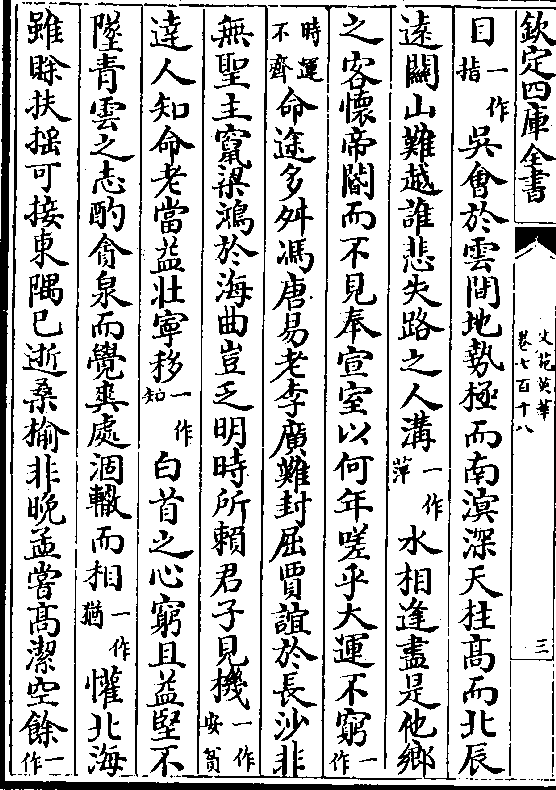 欽定四庫全書
文苑英華
卷七百十八
三
目一作指吳會於雲間地勢極而南溟深天柱高而北辰
遠關山難越誰悲失路之人溝一作萍水相逢盡是他鄉
之客懷帝閽而不見奉宣室以何年嗟乎大運不窮一作
時運不齊命途多舛馮唐易老李廣難封屈賈誼於長沙非
無聖主竄梁鴻於海曲豈乏明時所賴君子見機一作安貧
達人知命老當益壯寧移一作知白首之心窮且益堅不
墜青雲之志酌貪泉而覺爽處涸轍而相一作猶懽北海
雖賒扶搖可接東隅已逝桑榆非晚孟嘗高潔空餘一作